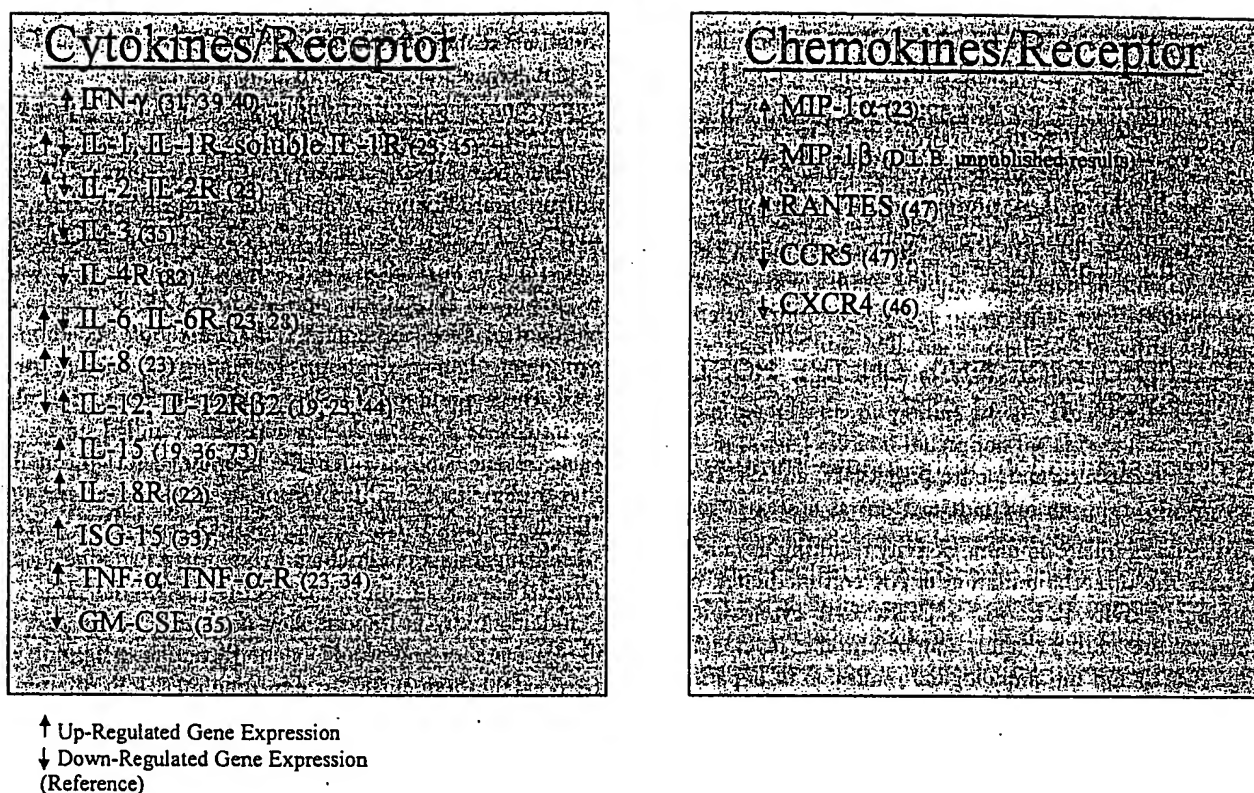 Cytokines/Receptor
↑ IFN-γ (31, 39, 40)
↑↓ IL-1, IL-1R, soluble IL-1R (23, 45)
↑↓ IL-2, IL-2R (23)
↓ IL-3 (35)
↓ IL-4R (82)
↑↓ IL-6, IL-6R (23, 28)
↑↓ IL-8 (23)
↓↑ IL-12, IL-12Rβ2 (19, 23, 44)
↑ IL-15 (19, 36, 73)
↑ IL-18R (22)
↑ ISG-15 (33)
↑ TNF-α, TNF-α-R (23, 34)
↓ GM-CSF (35)
Chemokines/Receptor
↑ MIP-1α (23)
MIP-1β (D.L.B. unpublished results)
↑ RANTES (47)
↓ CCR5 (47)
↓ CXCR4 (46)
↑ Up-Regulated Gene Expression
↓ Down-Regulated Gene Expression
(Reference)